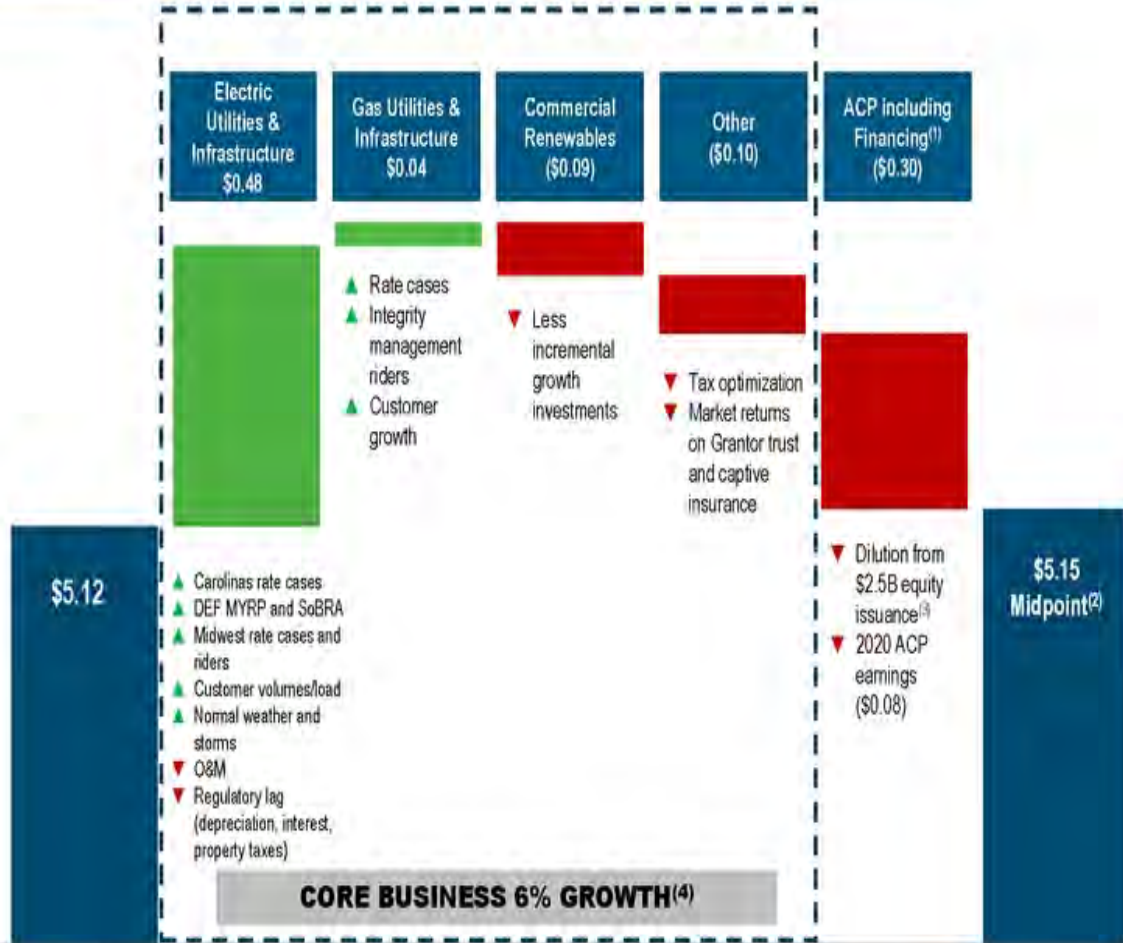 Electric
Utilities &
Infrastructure
$0.48
Gas Utilities &
Infrastructure
$0.04
Commercial
Renewables
($0.09)
Other
($0.10)
ACP including
Financing(1)
($0.30)
▲ Rate cases
▲ Integrity
management
riders
▲ Customer
growth
▼ Less
incremental
growth
investments
▼ Tax optimization
▼ Market returns
on Grantor trust
and captive
insurance
$5.12
▲ Carolinas rate cases
▲ DEF MYRP and SoBRA
▲ Midwest rate cases and
riders
▲ Customer volumes/load
▲ Normal weather and
storms
▼ O&M
▼ Regulatory lag
(depreciation, interest,
property taxes)
▼ Dilution from
$2.5B equity
issuance(3)
▼ 2020 ACP
earnings
($0.08)
$5.15
Midpoint(2)
CORE BUSINESS 6% GROWTH(4)